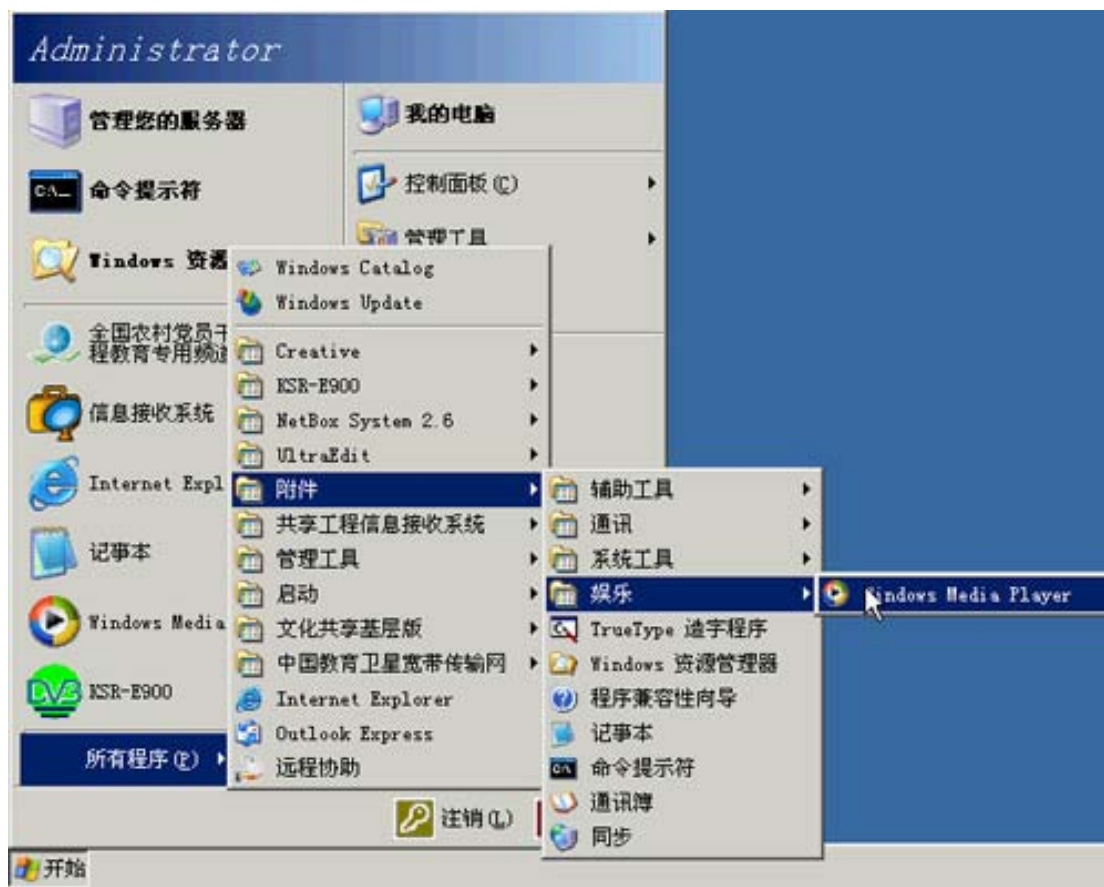 Administrator
管理您的服务器
我的电脑
命令提示符
控制面板(C)
Windows 资源
管理工具
全国农村党员干
程教育专用频道
信息接收系统
Internet Expl
记事本
Windows Media
KSR-E900
所有程序(P)
Windows Catalog
Windows Update
Creative
KSR-E900
NetBox System 2.6
UltraEdit
附件
共享工程信息接收系统
管理工具
启动
文化共享基层版
中国教育卫星宽带传输网
Internet Explorer
Outlook Express
远程协助
辅助工具
通讯
系统工具
娱乐
TrueType 造字程序
Windows 资源管理器
程序兼容性向导
记事本
命令提示符
通讯簿
同步
Windows Media Player
注销(L)
开始